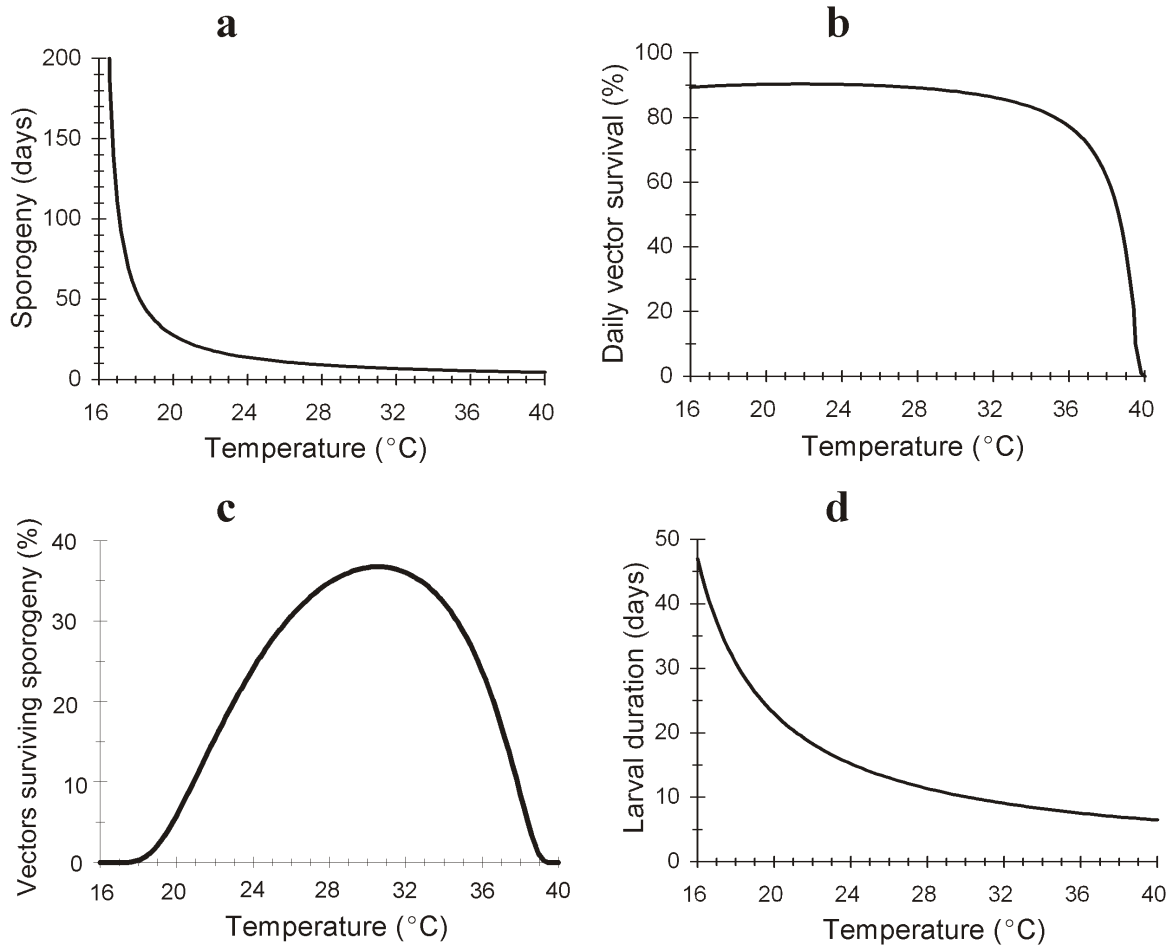 a
200
150
100
50
0
Sporogeny (days)
16 20 24 28 32 36 40
Temperature (°C)
b
100
80
60
40
20
0
Daily vector survival (%)
16 20 24 28 32 36 40
Temperature (°C)
c
40
30
20
10
0
Vectors surviving sporogeny (%)
16 20 24 28 32 36 40
Temperature (°C)
d
50
40
30
20
10
0
Larval duration (days)
16 20 24 28 32 36 40
Temperature (°C)